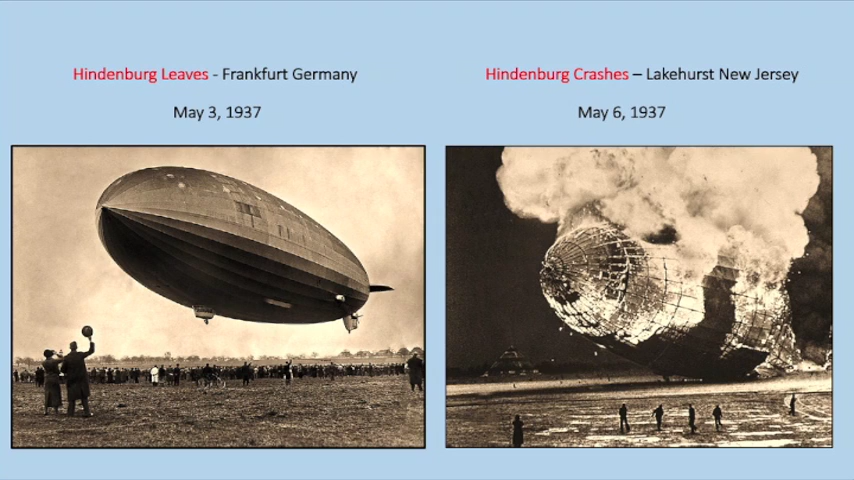 Hindenburg Leaves - Frankfurt Germany
May 3, 1937
Hindenburg Crashes – Lakehurst New Jersey
May 6, 1937